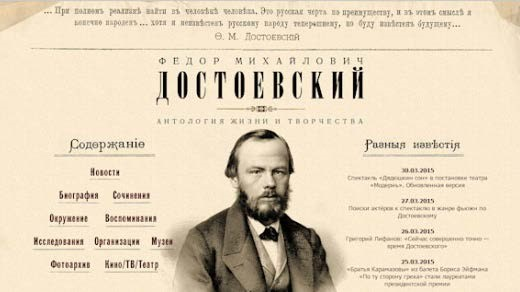 ... При полномъ реализмѣ найти въ человѣкѣ человѣка. Это русская черта по преимуществу, и въ этомъ смыслѣ я
конечно народенъ ... хотя и неизвѣстенъ русскому народу теперешнему, но буду извѣстенъ будущему...
Ѳ. М. Достоевскій
ФЕДОР МИХАЙЛОВИЧ
ДОСТОЕВСКИЙ
АНТОЛОГИЯ ЖИЗНИ И ТВОРЧЕСТВА
Содержанiе
Новости
Биография Сочинения
Окружение Воспоминания
Исследования Организации Музеи
Фотоархив Кино/ТВ/Театр
Разныя извѣстiя
30.03.2015
Спектакль «Дядюшкин сон» в постановке театра
«Модернъ». Обновленная версия
27.03.2015
Поиски актёров к спектаклю в жанре фьюжн по
Достоевскому
26.03.2015
Григорий Лифанов: «Сейчас совершенно точно —
время Достоевского»
25.03.2015
«Братья Карамазовы» из балета Бориса Эйфмана
«По ту сторону греха» стали лауреатами
президентской премии